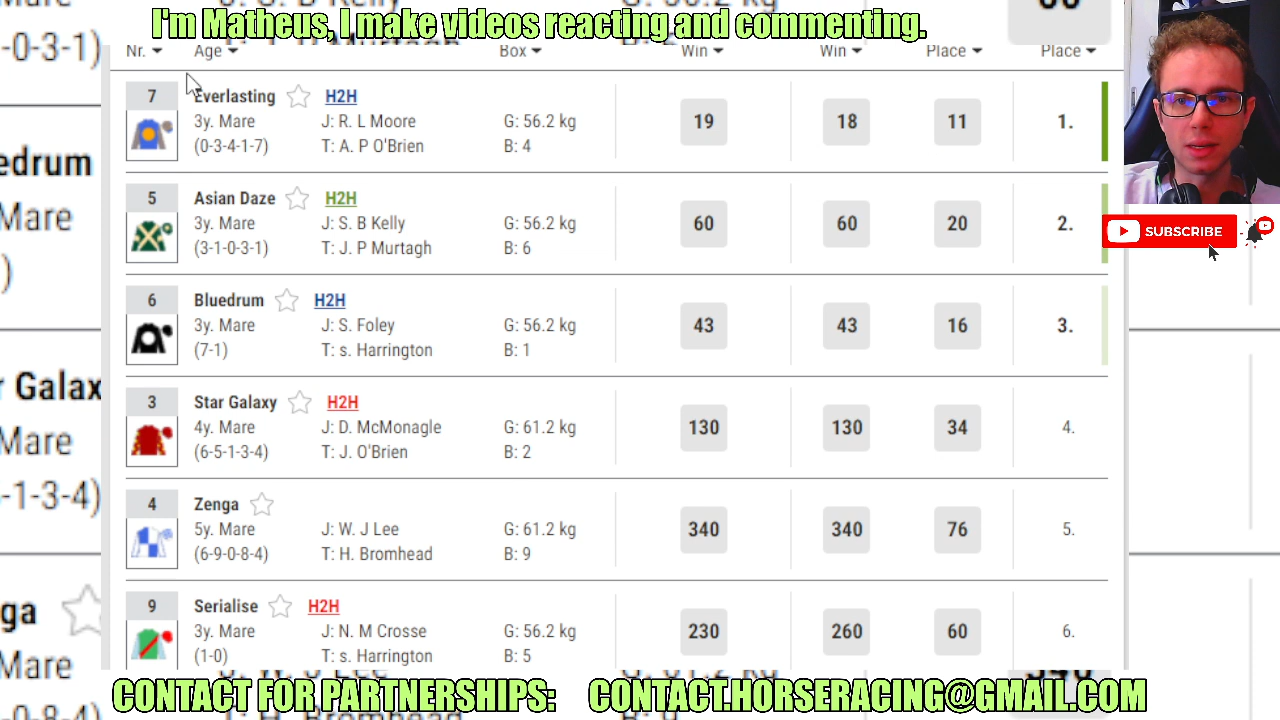 I'm Matheus, I make videos reacting and commenting.
0-3-1)
Nr. Age Box Win Win Place Place
7 Everlasting H2H
3y. Mare J: R. L Moore G: 56.2 kg 19 18 11 1.
(0-3-4-1-7) T: A. P O'Brien B: 4
SUBSCRIBE
edrum
Mare
5 Asian Daze H2H
3y. Mare J: S. B Kelly G: 56.2 kg 60 60 20 2.
(3-1-0-3-1) T: J. P Murtagh B: 6
6 Bluedrum H2H
3y. Mare J: S. Foley G: 56.2 kg 43 43 16 3.
(7-1) T: s. Harrington B: 1
r Galax
Mare
-1-3-4)
3 Star Galaxy H2H
4y. Mare J: D. McMonagle G: 61.2 kg 130 130 34 4.
(6-5-1-3-4) T: J. O'Brien B: 2
4 Zenga
5y. Mare J: W. J Lee G: 61.2 kg 340 340 76 5.
(6-9-0-8-4) T: H. Bromhead B: 9
ga
Mare
9 Serialise H2H
3y. Mare J: N. M Crosse G: 56.2 kg 230 260 60 6.
(1-0) T: s. Harrington B: 5
CONTACT FOR PARTNERSHIPS: CONTACT.HORSERACING@GMAIL.COM